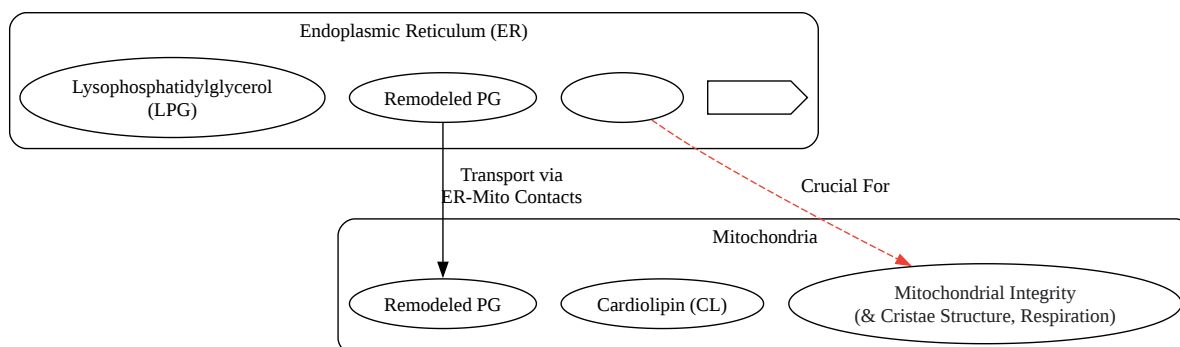 Endoplasmic Reticulum (ER)
Lysophosphatidylglycerol
(LPG)
Remodeled PG
Transport via
ER-Mito Contacts
Crucial For
Mitochondria
Remodeled PG
Cardiolipin (CL)
Mitochondrial Integrity
(& Cristae Structure, Respiration)